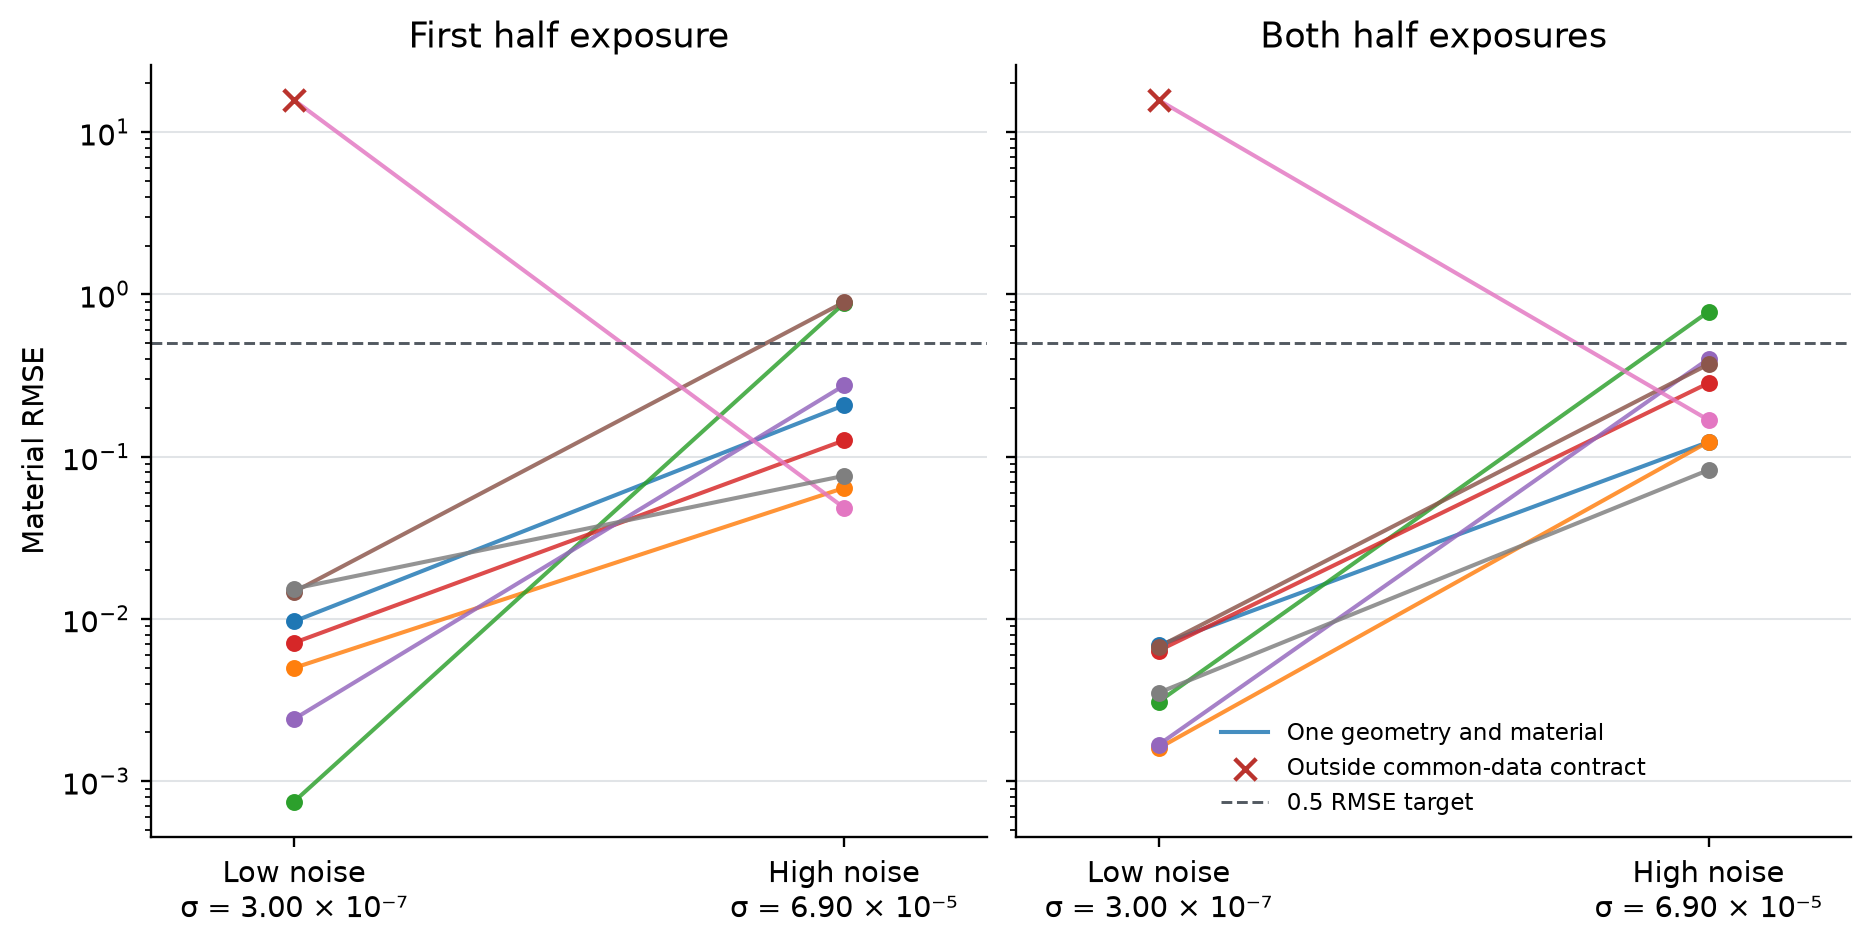 First half exposure
Both half exposures
Material RMSE
10¹
10⁰
10⁻¹
10⁻²
10⁻³
One geometry and material
Outside common-data contract
0.5 RMSE target
Low noise
σ = 3.00 × 10⁻⁷
High noise
σ = 6.90 × 10⁻⁵
Low noise
σ = 3.00 × 10⁻⁷
High noise
σ = 6.90 × 10⁻⁵